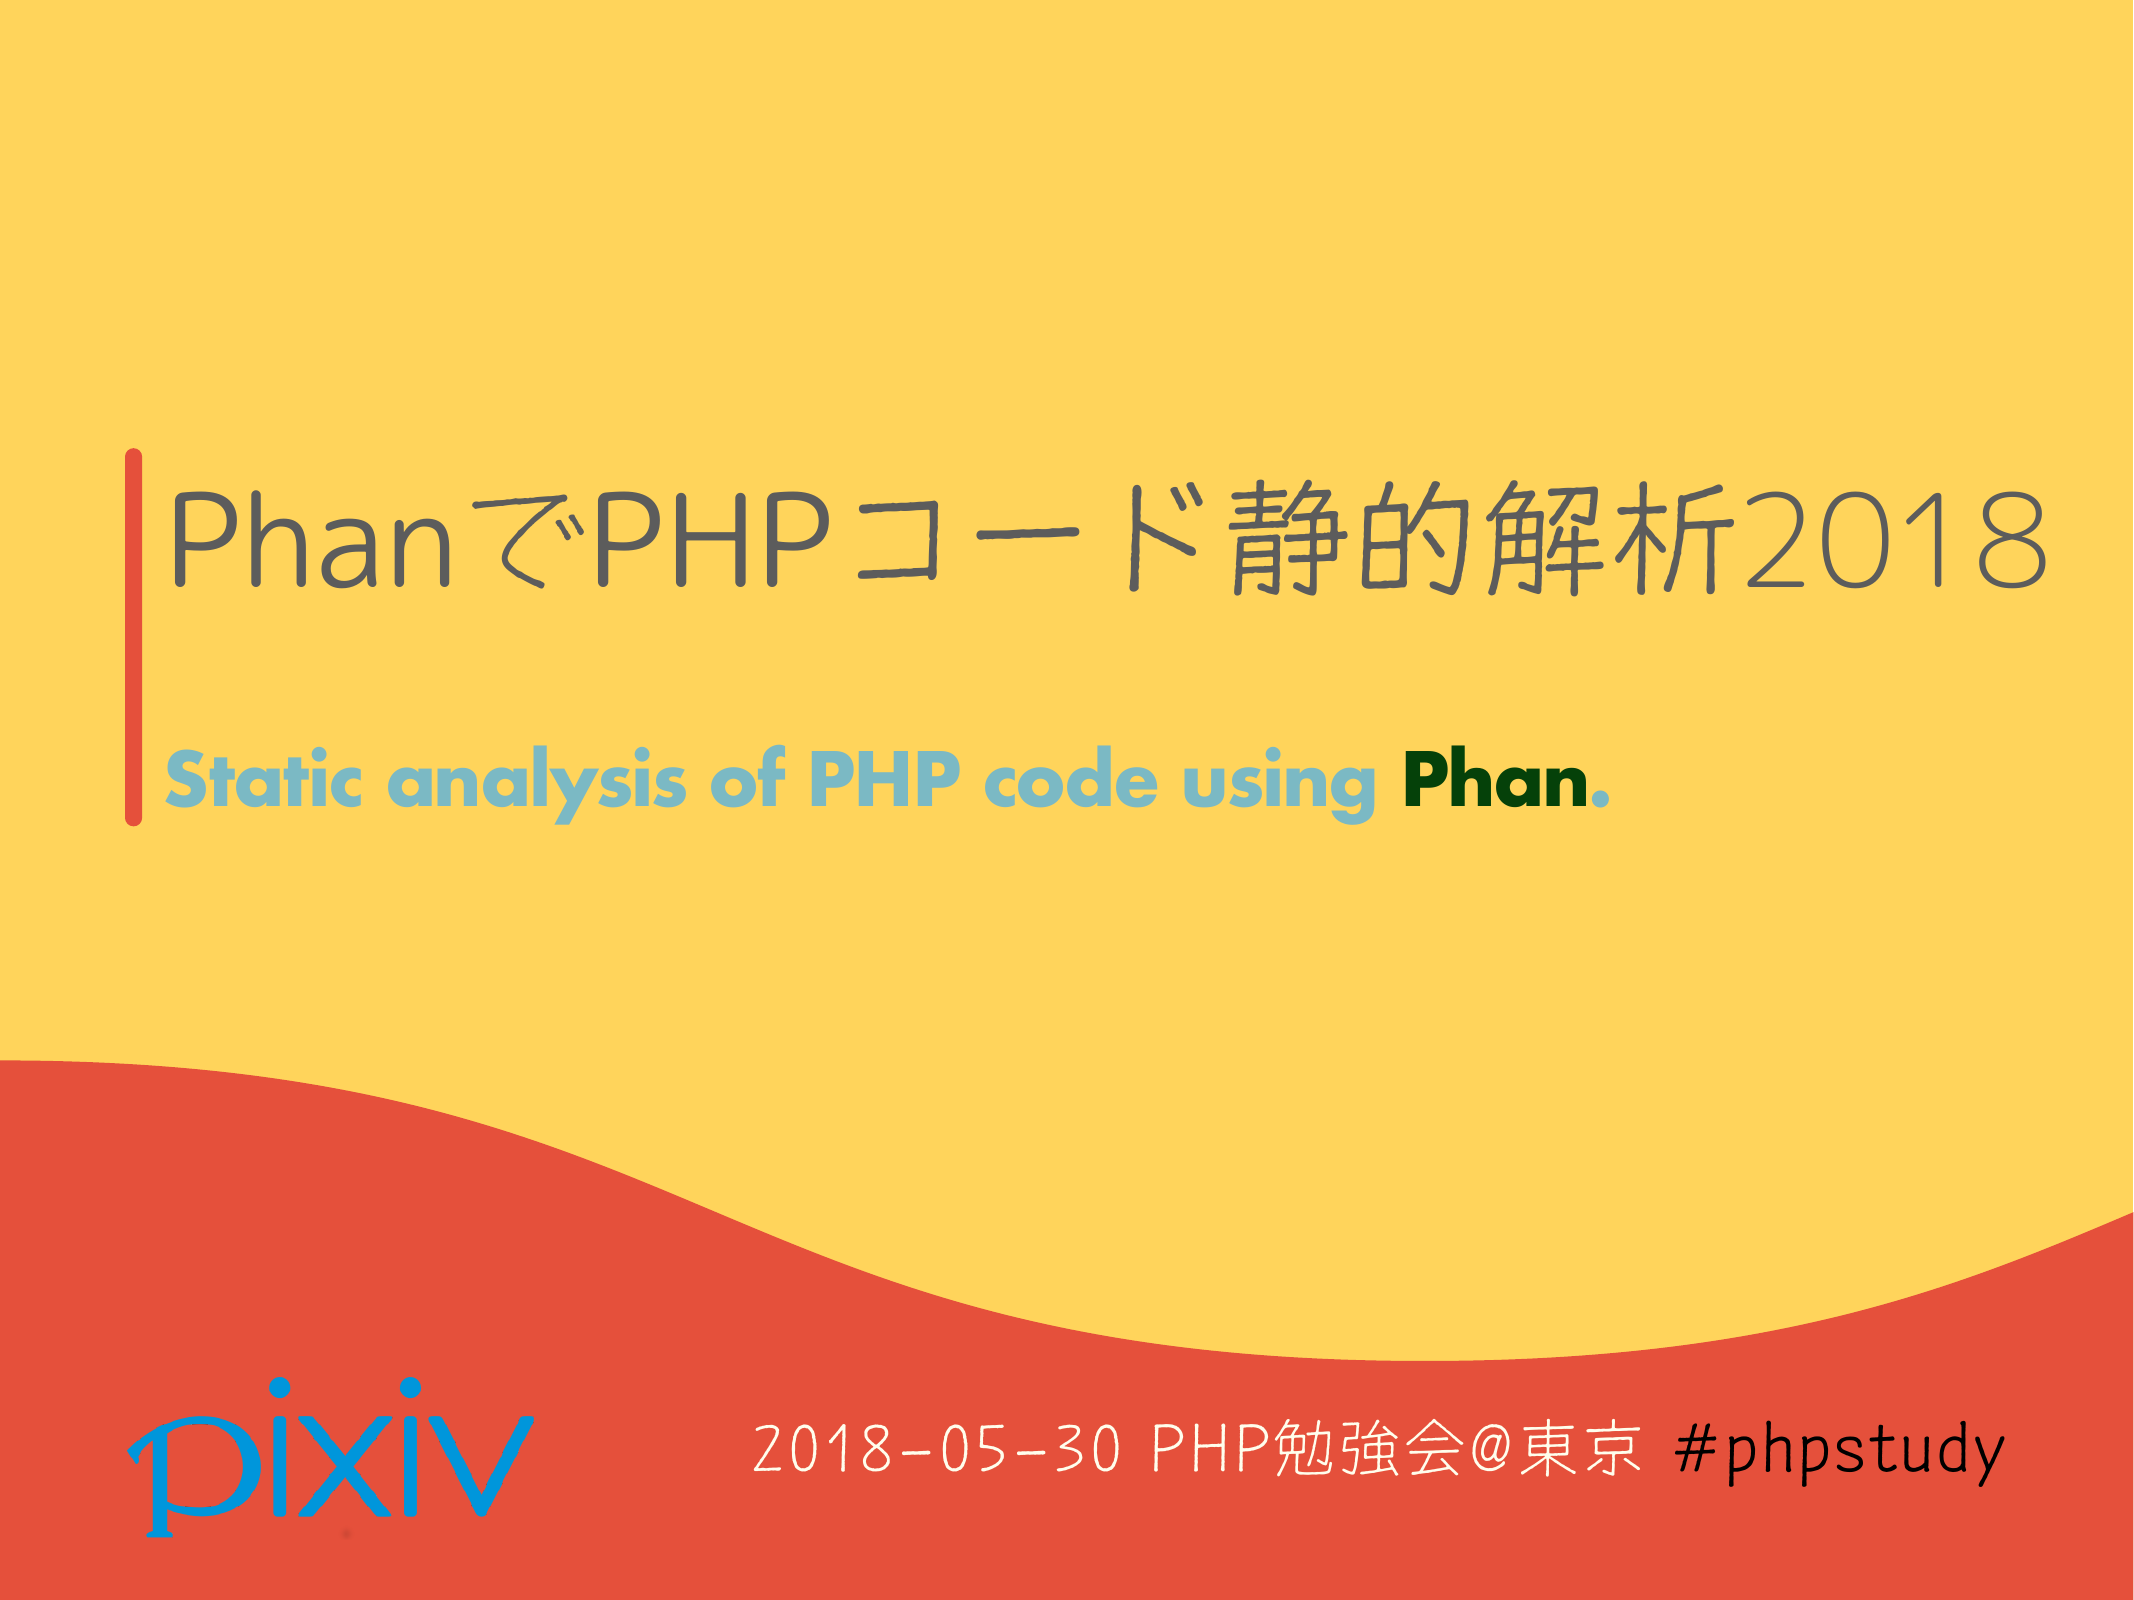 PhanでPHPコード静的解析2018
Static analysis of PHP code using Phan.
pixiv
2018-05-30 PHP勉強会@東京 #phpstudy